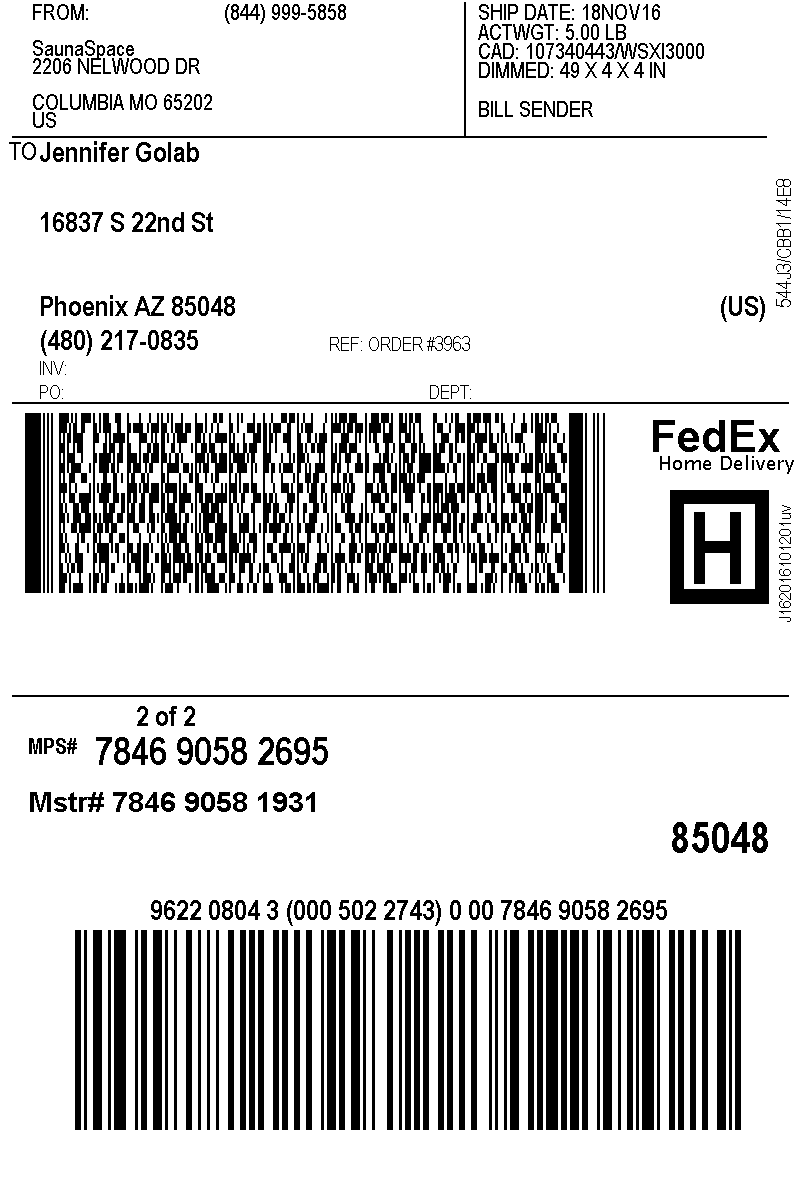 FROM: (844) 999-5858
SaunaSpace
2206 NELWOOD DR
COLUMBIA MO 65202
US
SHIP DATE: 18NOV16
ACTWGT: 5.00 LB
CAD: 107340443/WSXI3000
DIMMED: 49 X 4 X 4 IN
BILL SENDER
TO Jennifer Golab
16837 S 22nd St
Phoenix AZ 85048 (US)
(480) 217-0835 REF: ORDER #3963
INV:
PO: DEPT:
544J3/CBB1/14E8
FedEx
Home Delivery
H
J162016101201uv
2 of 2
MPS# 7846 9058 2695
Mstr# 7846 9058 1931
85048
9622 0804 3 (000 502 2743) 0 00 7846 9058 2695